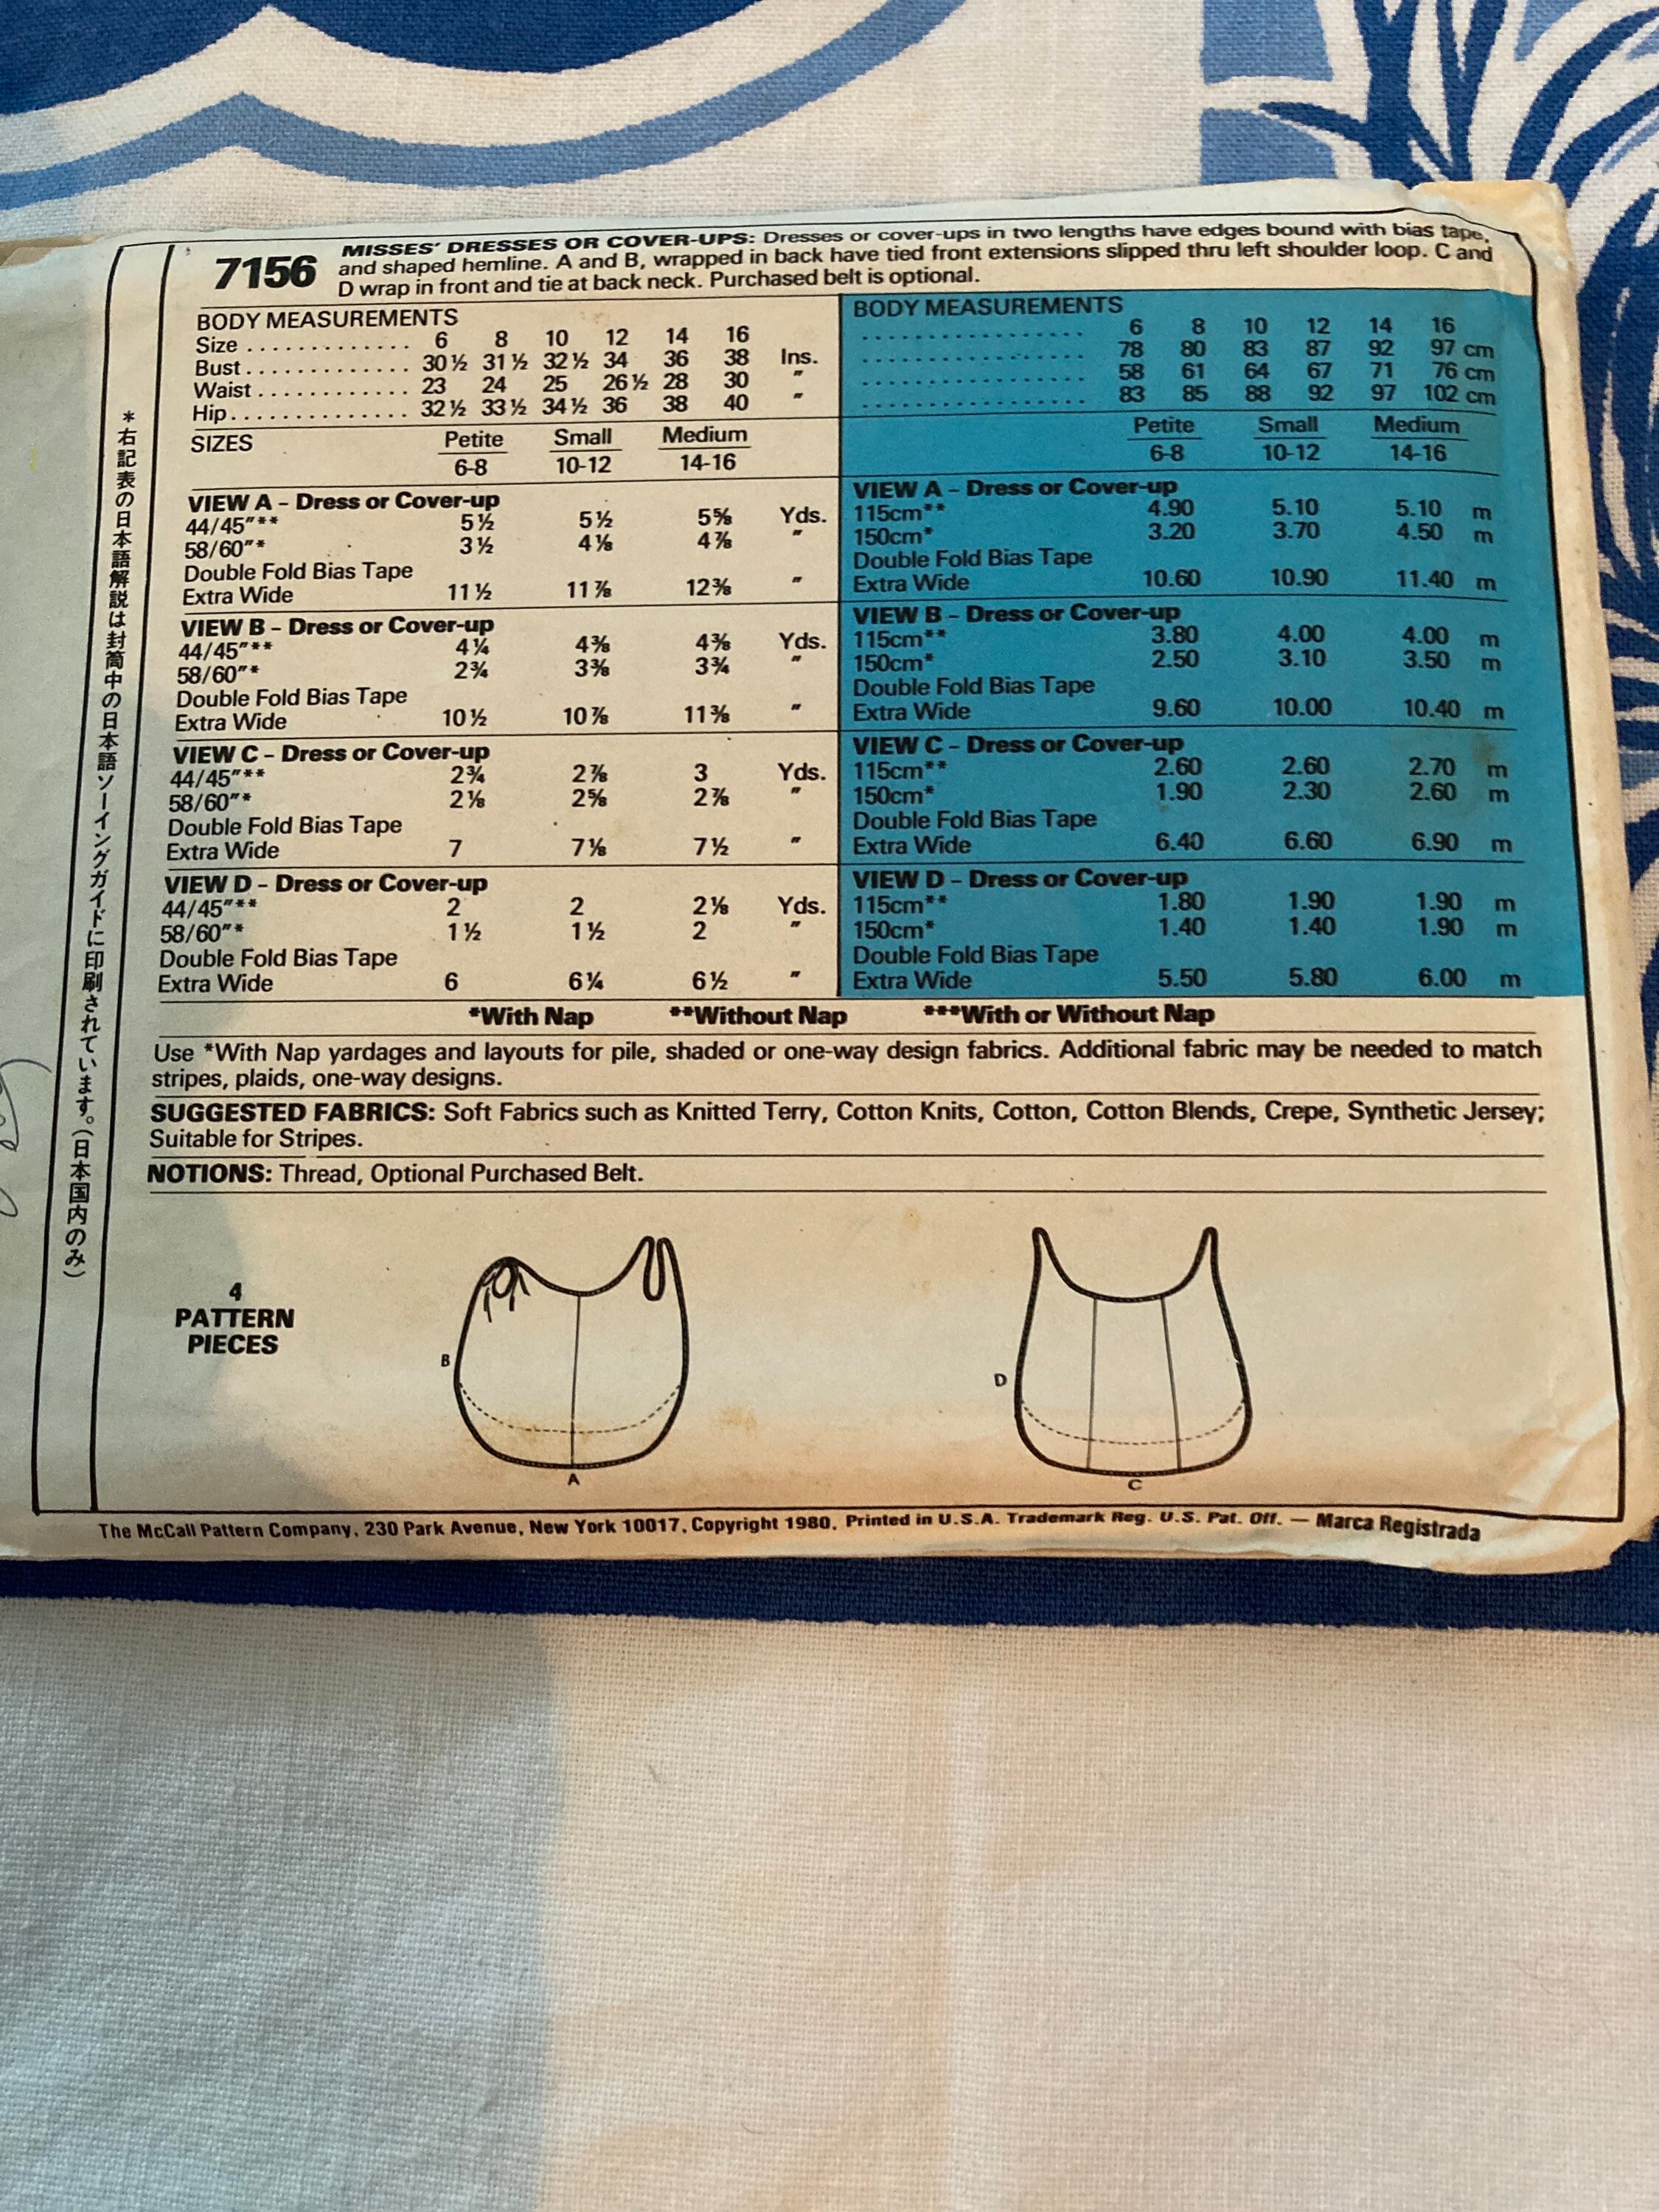 7156
MISSES' DRESSES OR COVER-UPS: Dresses or cover-ups in two lengths have edges bound with bias tape,
and shaped hemline. A and B, wrapped in back have tied front extensions slipped thru left shoulder loop. C and
D wrap in front and tie at back neck. Purchased belt is optional.
BODY MEASUREMENTS
Size ............. 6 8 10 12 14 16
Bust ............. 30½ 31½ 32½ 34 36 38 Ins.
Waist ............ 23 24 25 26½ 28 30 "
Hip .............. 32½ 33½ 34½ 36 38 40 "
SIZES Petite Small Medium
6-8 10-12 14-16
VIEW A – Dress or Cover-up
44/45"** 5½ 5½ 5⅝ Yds.
58/60"* 3½ 4⅛ 4⅞ "
Double Fold Bias Tape
Extra Wide 11½ 11⅞ 12⅜ "
VIEW B – Dress or Cover-up
44/45"** 4¼ 4⅜ 4⅜ Yds.
58/60"* 2¾ 3⅜ 3¾ "
Double Fold Bias Tape
Extra Wide 10½ 10⅞ 11⅜ "
VIEW C – Dress or Cover-up
44/45"** 2¾ 2⅞ 3 Yds.
58/60"* 2⅛ 2⅝ 2⅞ "
Double Fold Bias Tape
Extra Wide 7 7⅛ 7½ "
VIEW D – Dress or Cover-up
44/45"** 2 2 2⅛ Yds.
58/60"* 1½ 1½ 2 "
Double Fold Bias Tape
Extra Wide 6 6¼ 6½ "
BODY MEASUREMENTS
6 8 10 12 14 16
78 80 83 87 92 97 cm
58 61 64 67 71 76 cm
83 85 88 92 97 102 cm
Petite Small Medium
6-8 10-12 14-16
VIEW A – Dress or Cover-up
115cm** 4.90 5.10 5.10 m
150cm* 3.20 3.70 4.50 m
Double Fold Bias Tape
Extra Wide 10.60 10.90 11.40 m
VIEW B – Dress or Cover-up
115cm** 3.80 4.00 4.00 m
150cm* 2.50 3.10 3.50 m
Double Fold Bias Tape
Extra Wide 9.60 10.00 10.40 m
VIEW C – Dress or Cover-up
115cm** 2.60 2.60 2.70 m
150cm* 1.90 2.30 2.60 m
Double Fold Bias Tape
Extra Wide 6.40 6.60 6.90 m
VIEW D – Dress or Cover-up
115cm** 1.80 1.90 1.90 m
150cm* 1.40 1.40 1.90 m
Double Fold Bias Tape
Extra Wide 5.50 5.80 6.00 m
*With Nap **Without Nap ***With or Without Nap
Use *With Nap yardages and layouts for pile, shaded or one-way design fabrics. Additional fabric may be needed to match
stripes, plaids, one-way designs.
SUGGESTED FABRICS: Soft Fabrics such as Knitted Terry, Cotton Knits, Cotton, Cotton Blends, Crepe, Synthetic Jersey;
Suitable for Stripes.
NOTIONS: Thread, Optional Purchased Belt.
4
PATTERN
PIECES
B
A
D
C
The McCall Pattern Company, 230 Park Avenue, New York 10017, Copyright 1980. Printed in U.S.A. Trademark Reg. U.S. Pat. Off. — Marca Registrada
*右記表の日本語解説は封筒中の日本語ソーイングガイドに印刷されています。(日本国内のみ)